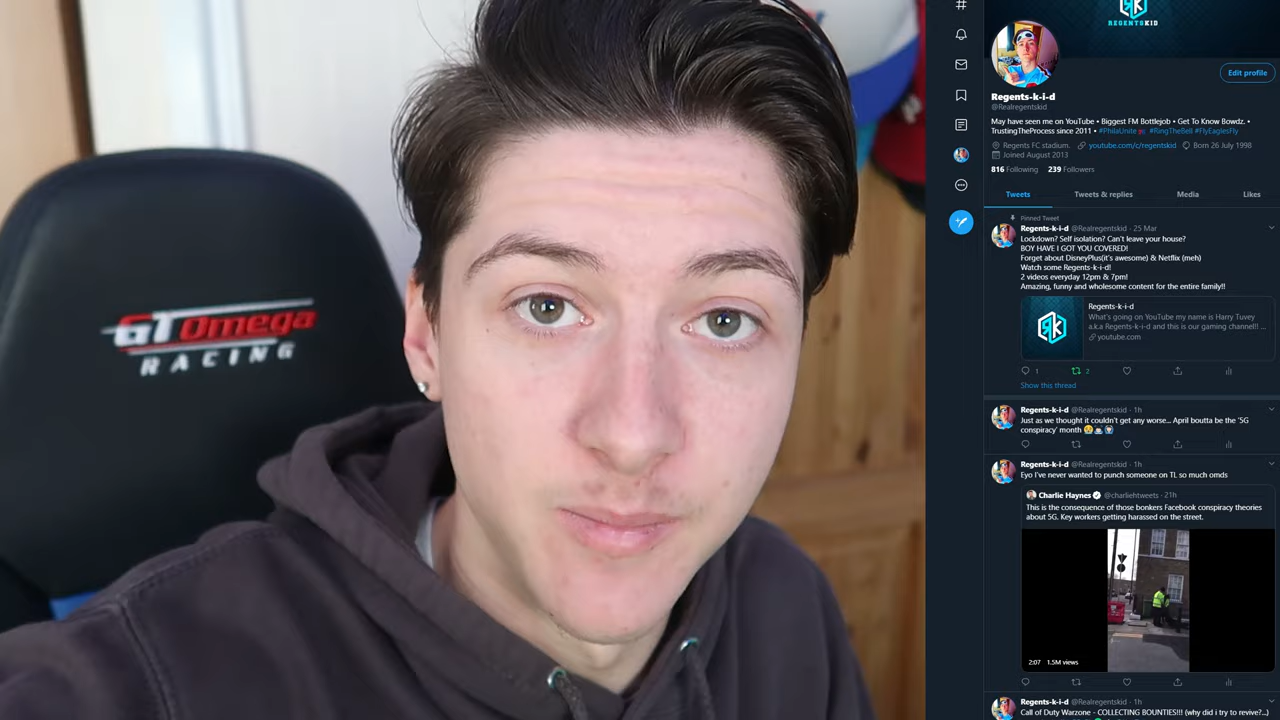 GT Omega
RACING
REGENTSKID
Edit profile
Regents-k-i-d
@Realregentskid
May have seen me on YouTube • Biggest FM Bottlejob • Get To Know Bowdz. •
TrustingTheProcess since 2011 • #PhilaUnite #RingTheBell #FlyEaglesFly
Regents FC stadium. youtube.com/c/regentskid Born 26 July 1998
Joined August 2013
816 Following 239 Followers
Tweets Tweets & replies Media Likes
Pinned Tweet
Regents-k-i-d @Realregentskid · 25 Mar
Lockdown? Self isolation? Can't leave your house?
BOY HAVE I GOT YOU COVERED!
Forget about DisneyPlus(it's awesome) & Netflix (meh)
Watch some Regents-k-i-d!
2 videos everyday 12pm & 7pm!
Amazing, funny and wholesome content for the entire family!!
Regents-k-i-d
What's going on YouTube my name is Harry Tuvey
a.k.a Regents-k-i-d and this is our gaming channel!! ...
youtube.com
1 2
Show this thread
Regents-k-i-d @Realregentskid · 1h
Just as we thought it couldn't get any worse... April boutta be the '5G
conspiracy' month
Regents-k-i-d @Realregentskid · 1h
Eyo I've never wanted to punch someone on TL so much omds
Charlie Haynes @charliehtweets · 21h
This is the consequence of those bonkers Facebook conspiracy theories
about 5G. Key workers getting harassed on the street.
2:07 1.5M views
Regents-k-i-d @Realregentskid · 1h
Call of Duty Warzone - COLLECTING BOUNTIES!!! (why did i try to revive?...)